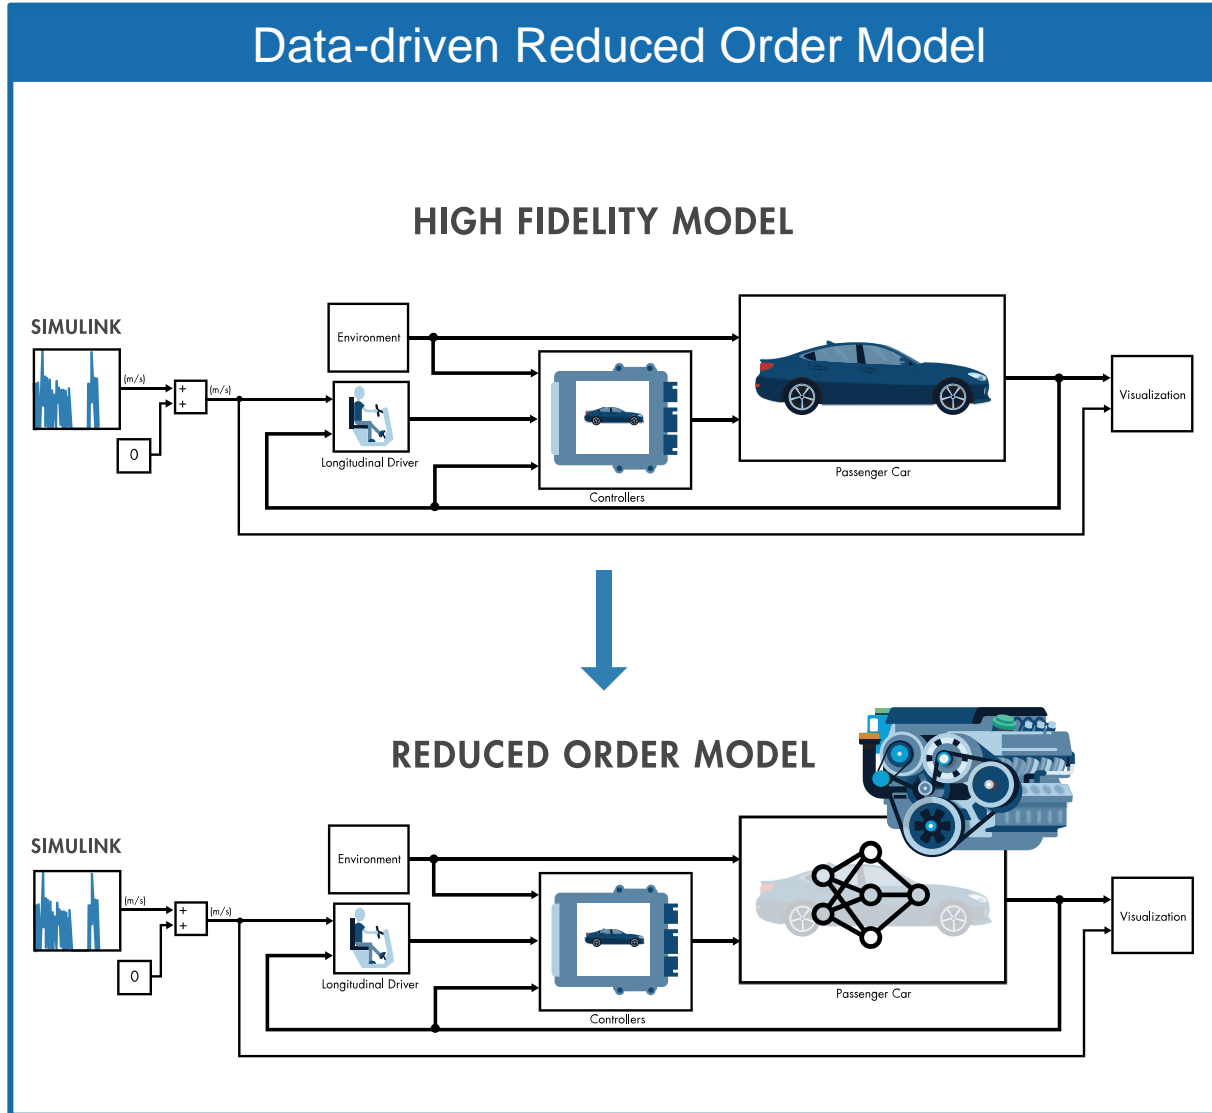 Data-driven Reduced Order Model
HIGH FIDELITY MODEL
SIMULINK
(m/s)
+
+
(m/s)
0
Environment
Longitudinal Driver
Controllers
Passenger Car
Visualization
REDUCED ORDER MODEL
SIMULINK
(m/s)
+
+
(m/s)
0
Environment
Longitudinal Driver
Controllers
Passenger Car
Visualization